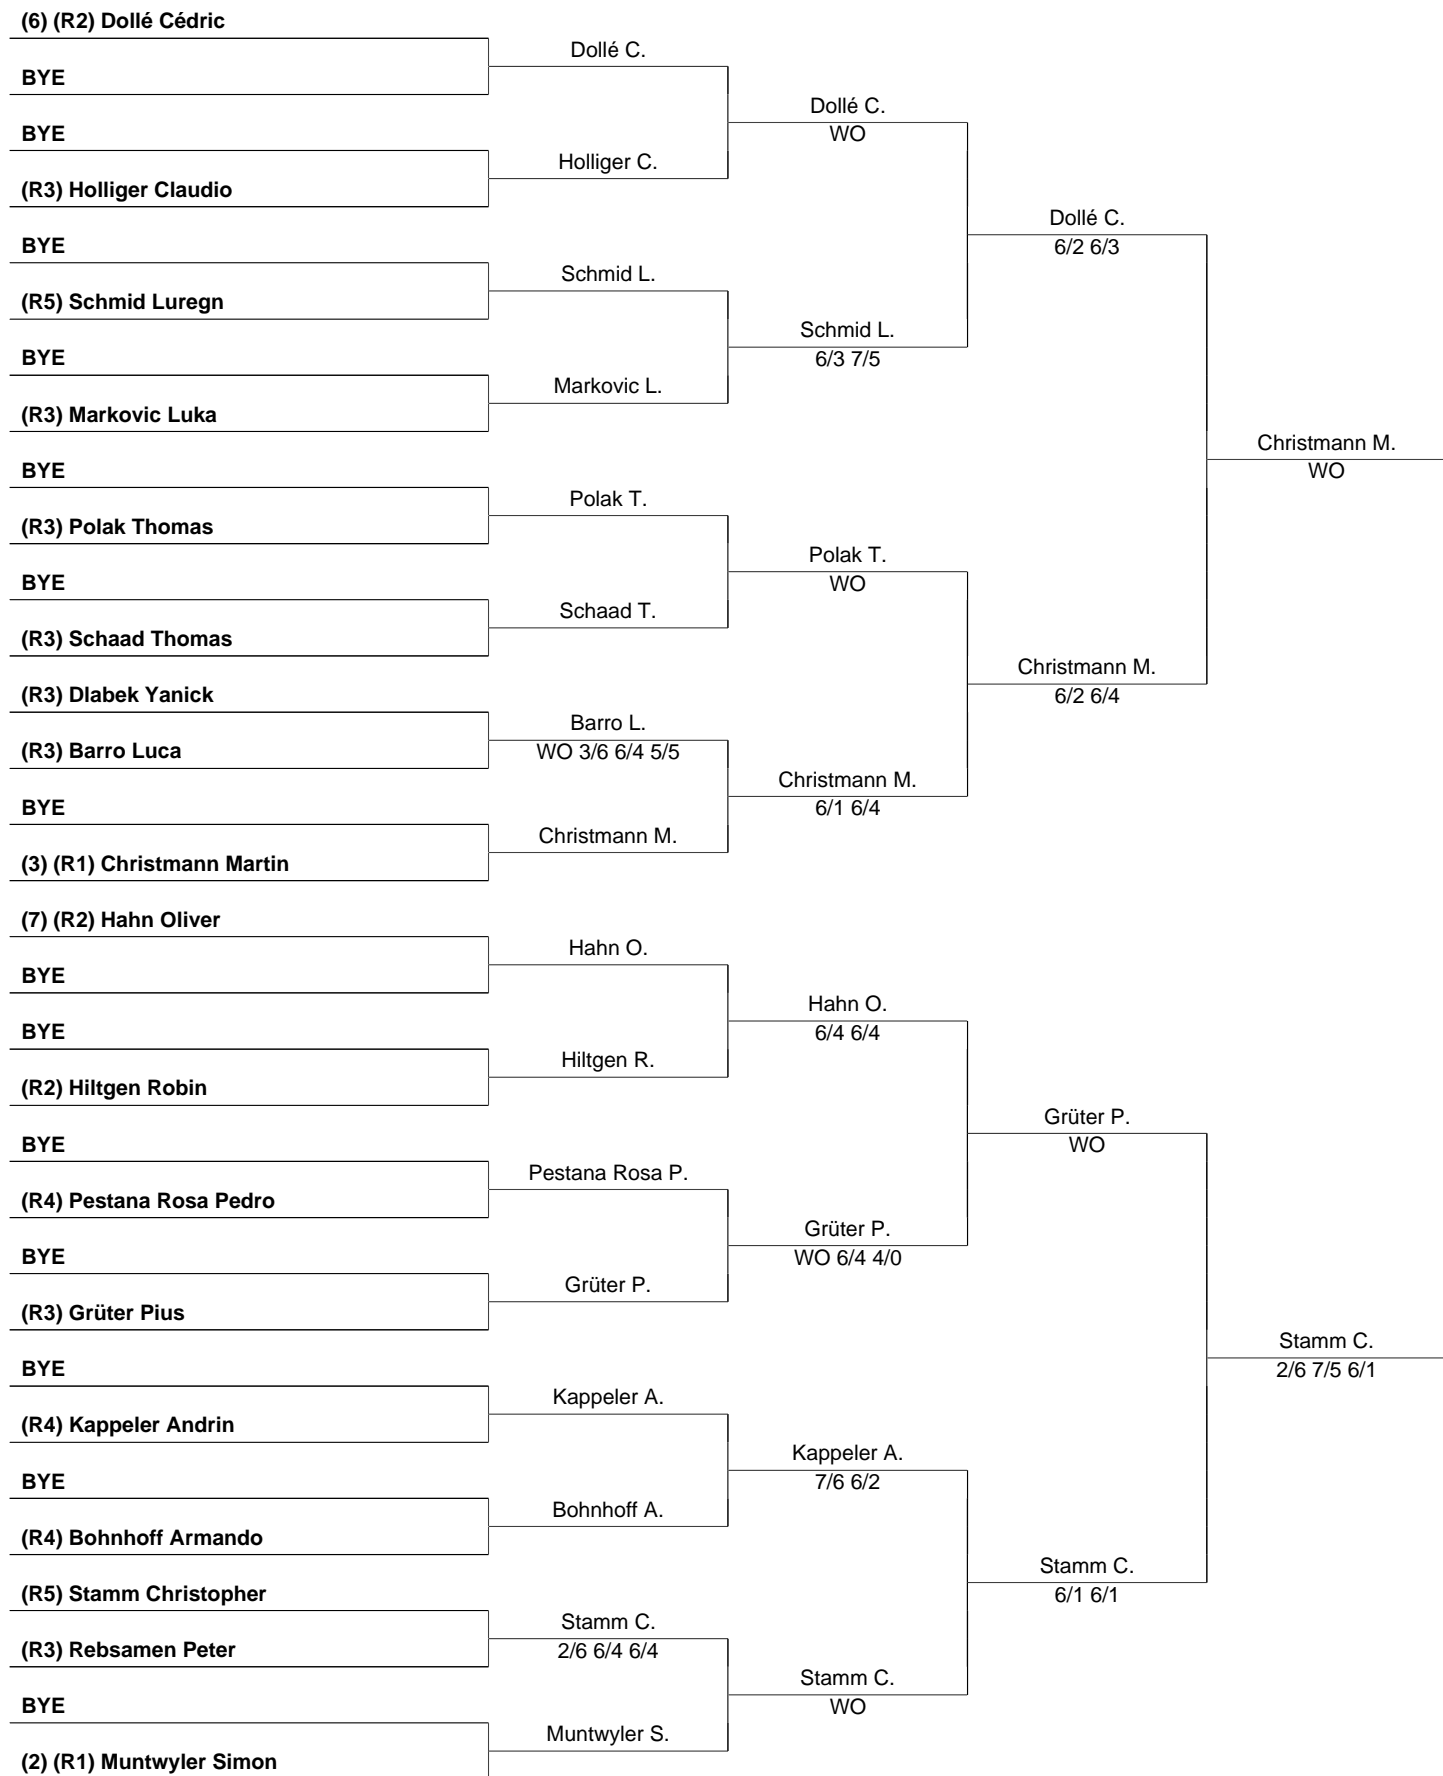 (6) (R2) Dollé Cédric
Dollé C.
BYE
Dollé C.
BYE
WO
Holliger C.
(R3) Holliger Claudio
Dollé C.
BYE
6/2 6/3
Schmid L.
(R5) Schmid Luregn
Schmid L.
BYE
6/3 7/5
Markovic L.
(R3) Markovic Luka
Christmann M.
BYE
WO
Polak T.
(R3) Polak Thomas
Polak T.
BYE
WO
Schaad T.
(R3) Schaad Thomas
Christmann M.
(R3) Dlabek Yanick
6/2 6/4
Barro L.
(R3) Barro Luca
WO 3/6 6/4 5/5
Christmann M.
BYE
6/1 6/4
Christmann M.
(3) (R1) Christmann Martin
(7) (R2) Hahn Oliver
Hahn O.
BYE
Hahn O.
BYE
6/4 6/4
Hiltgen R.
(R2) Hiltgen Robin
Grüter P.
BYE
WO
Pestana Rosa P.
(R4) Pestana Rosa Pedro
Grüter P.
BYE
WO 6/4 4/0
Grüter P.
(R3) Grüter Pius
Stamm C.
BYE
2/6 7/5 6/1
Kappeler A.
(R4) Kappeler Andrin
Kappeler A.
BYE
7/6 6/2
Bohnhoff A.
(R4) Bohnhoff Armando
Stamm C.
(R5) Stamm Christopher
6/1 6/1
Stamm C.
(R3) Rebsamen Peter
2/6 6/4 6/4
Stamm C.
BYE
WO
Muntwyler S.
(2) (R1) Muntwyler Simon